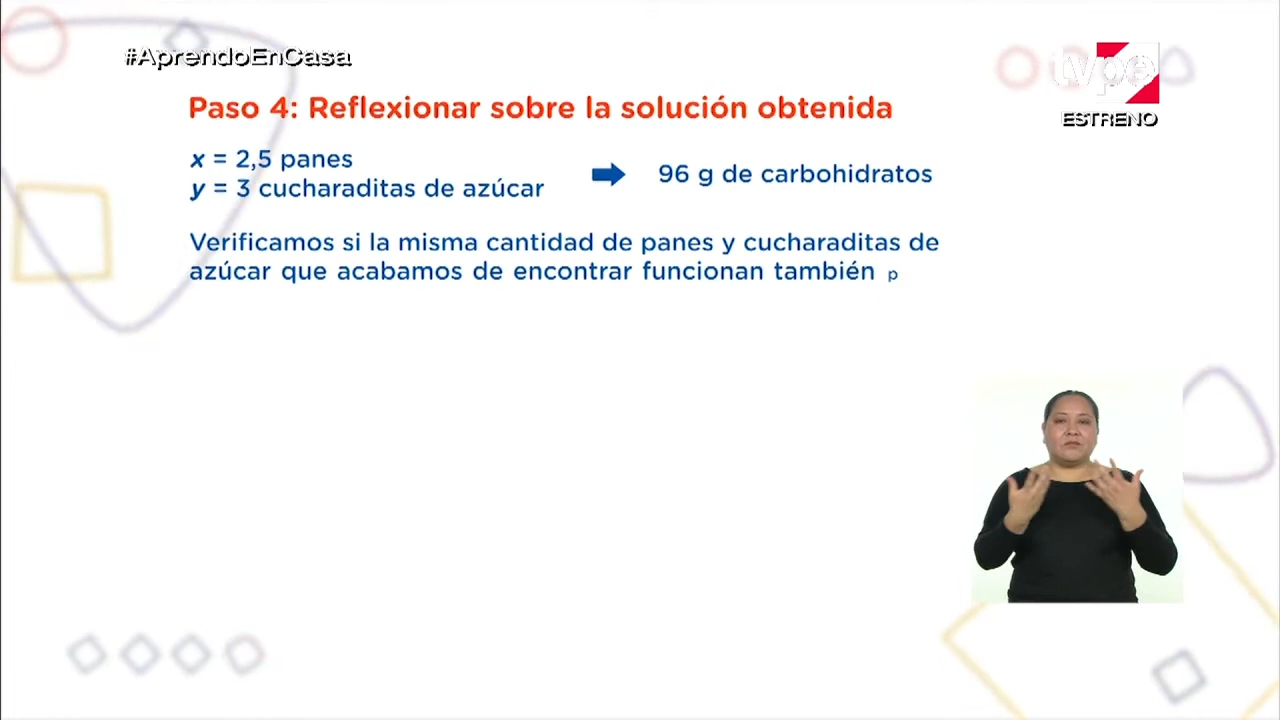 #AprendoEnCasa
tvpe
ESTRENO
Paso 4: Reflexionar sobre la solución obtenida
x = 2,5 panes
y = 3 cucharaditas de azúcar
96 g de carbohidratos
Verificamos si la misma cantidad de panes y cucharaditas de
azúcar que acabamos de encontrar funcionan también p